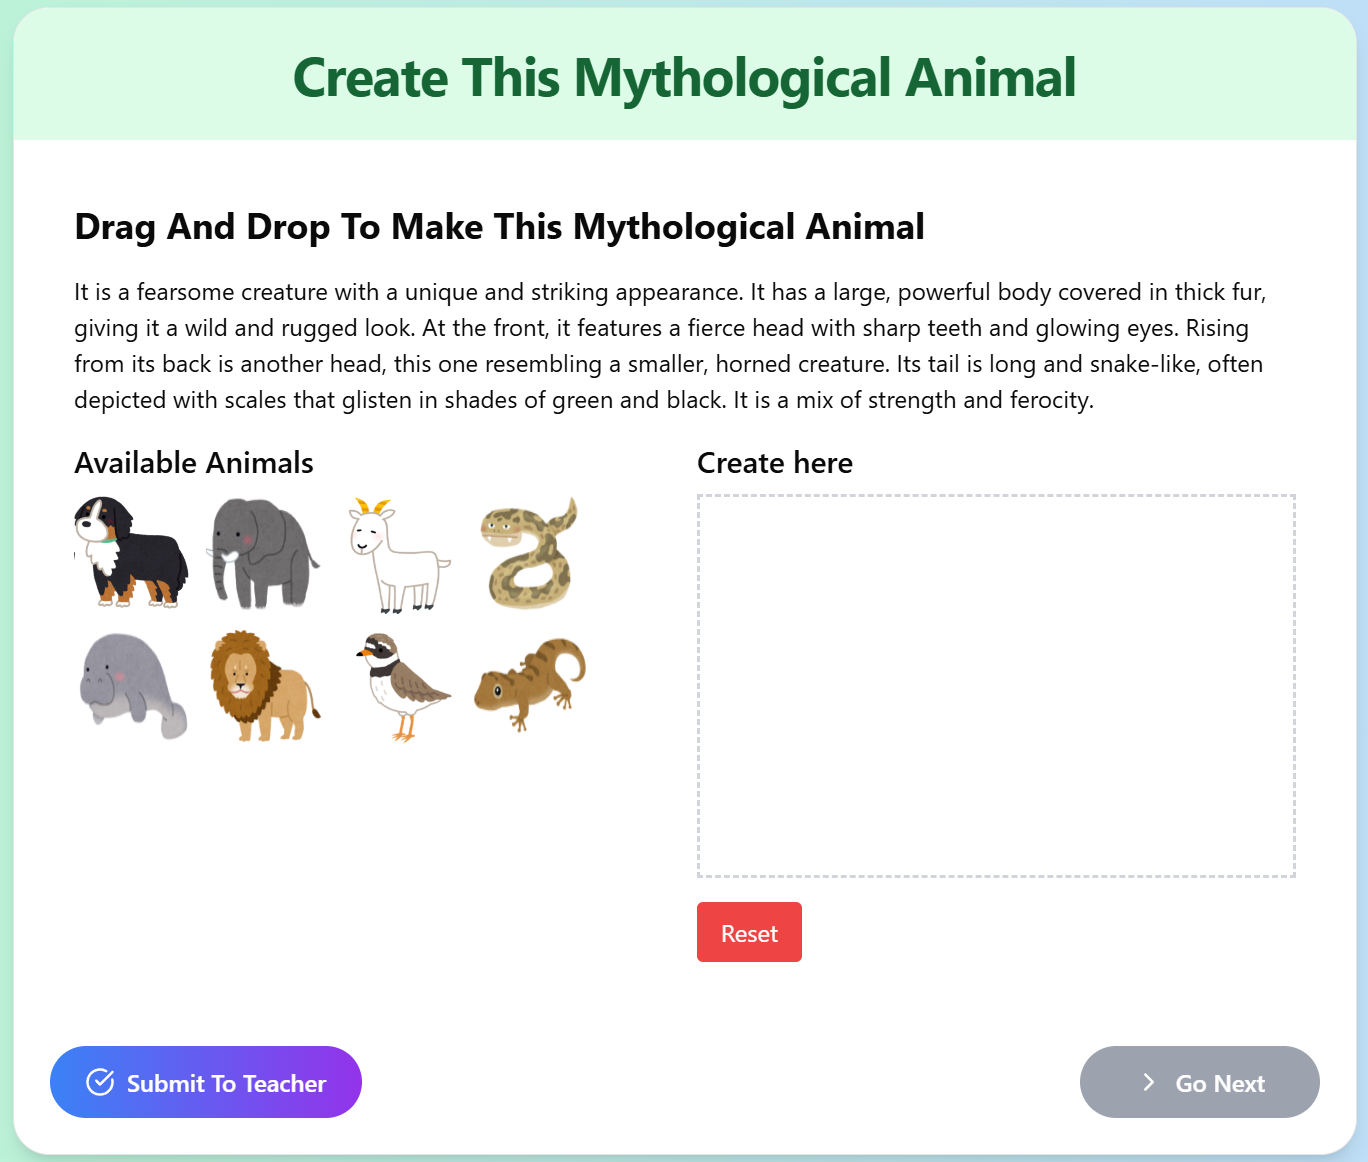 Create This Mythological Animal
Drag And Drop To Make This Mythological Animal
It is a fearsome creature with a unique and striking appearance. It has a large, powerful body covered in thick fur,
giving it a wild and rugged look. At the front, it features a fierce head with sharp teeth and glowing eyes. Rising
from its back is another head, this one resembling a smaller, horned creature. Its tail is long and snake-like, often
depicted with scales that glisten in shades of green and black. It is a mix of strength and ferocity.
Available Animals
Create here
Reset
Submit To Teacher
Go Next